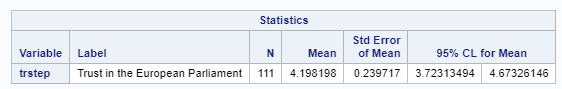 Statistics
Variable Label N Mean Std Error of Mean 95% CL for Mean
trstep Trust in the European Parliament 111 4.198198 0.239717 3.72313494 4.67326146